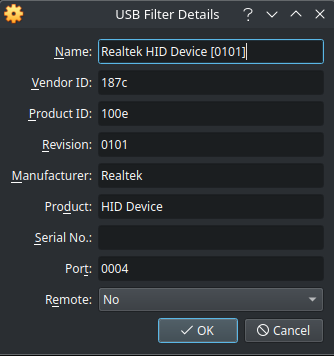 USB Filter Details
Name: Realtek HID Device [0101]
Vendor ID: 187c
Product ID: 100e
Revision: 0101
Manufacturer: Realtek
Product: HID Device
Serial No.:
Port: 0004
Remote: No
OK Cancel